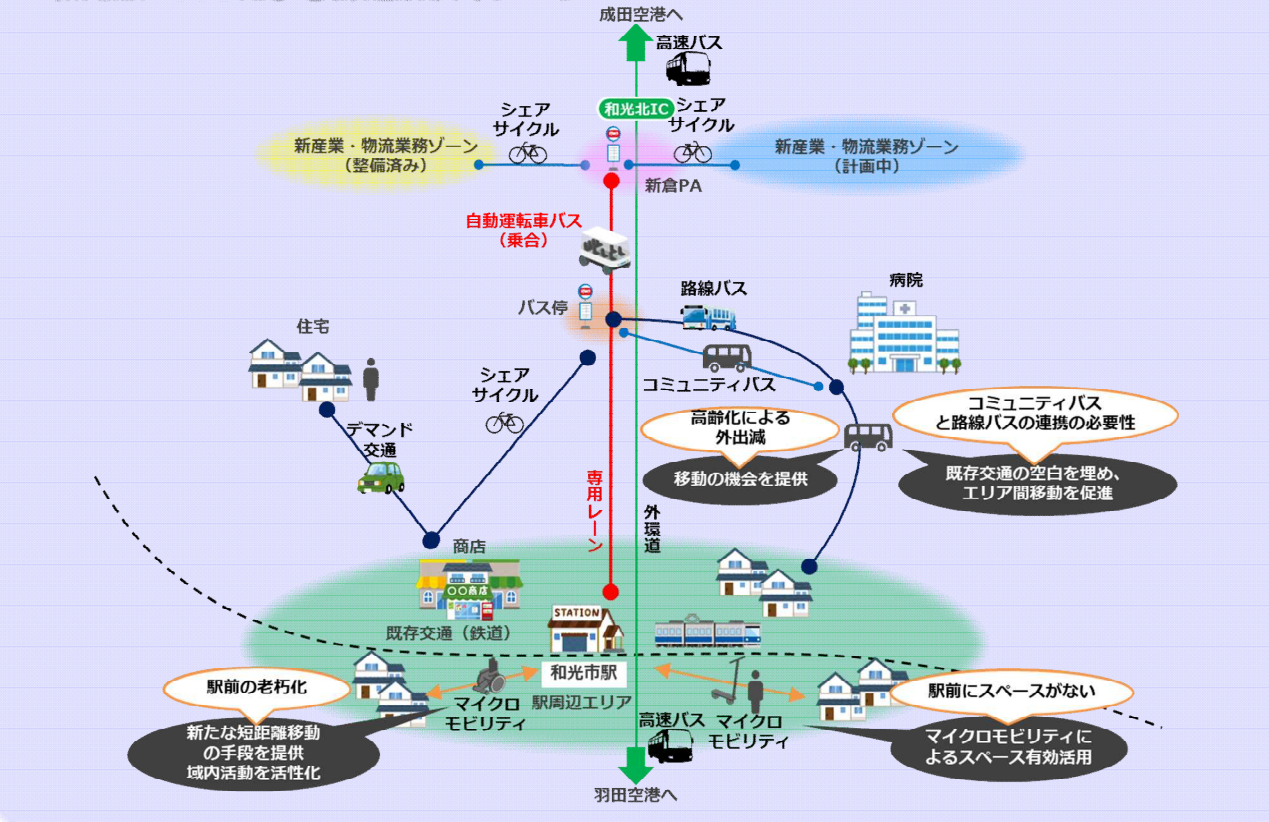 成田空港へ
高速バス
和光北IC
シェア
サイクル
シェア
サイクル
新産業・物流業務ゾーン
（整備済み）
新産業・物流業務ゾーン
（計画中）
新倉PA
自動運転車バス
（乗合）
バス停
路線バス
病院
住宅
コミュニティバス
シェア
サイクル
デマンド
交通
高齢化による
外出減
移動の機会を提供
コミュニティバス
と路線バスの連携の必要性
既存交通の空白を埋め、
エリア間移動を促進
専用レーン
外環道
商店
〇〇商店
既存交通（鉄道）
STATION
和光市駅
駅周辺エリア
駅前の老朽化
新たな短距離移動
の手段を提供
域内活動を活性化
マイクロ
モビリティ
高速バス
マイクロ
モビリティ
駅前にスペースがない
マイクロモビリティに
よるスペース有効活用
羽田空港へ